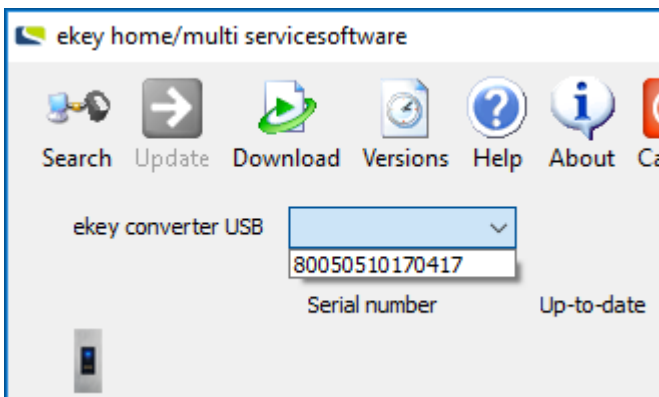 ekey home/multi servicesoftware
Search Update Download Versions Help About
ekey converter USB
80050510170417
Serial number Up-to-date